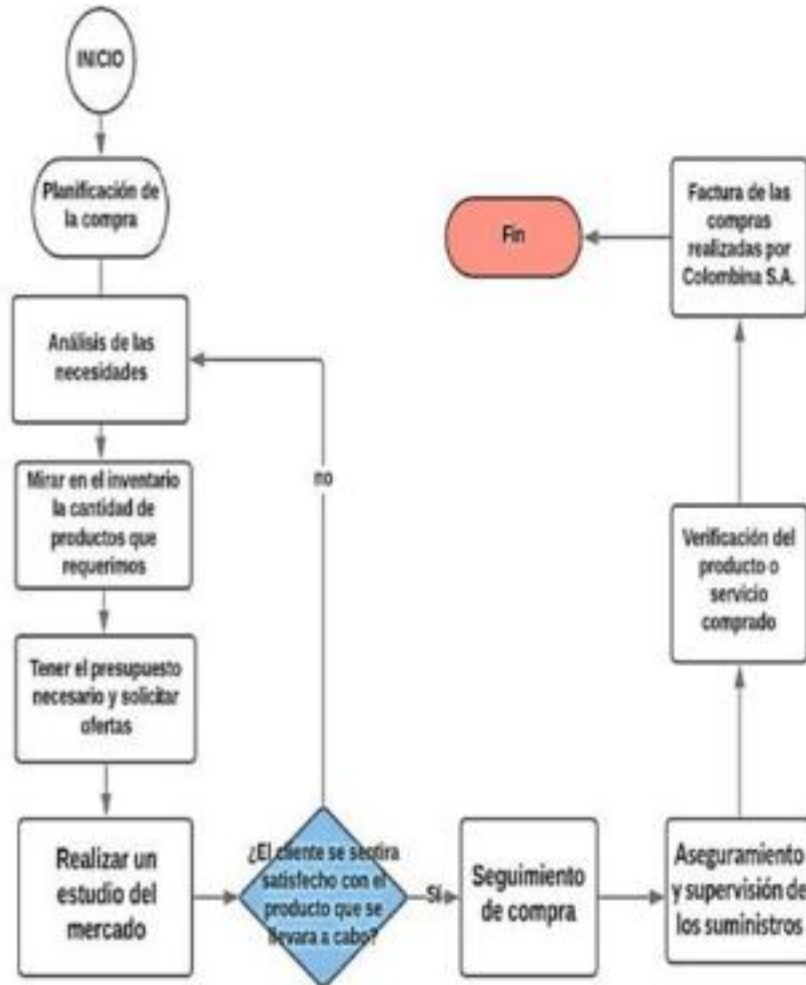 INICIO
Planificación de
la compra
Análisis de las
necesidades
Mirar en el inventario
la cantidad de
productos que
requerimos
Tener el presupuesto
necesario y solicitar
ofertas
Realizar un
estudio del
mercado
¿El cliente se sentira
satisfecho con el
producto que se
llevara a cabo?
no
Sí
Seguimiento
de compra
Aseguramiento
y supervisión de
los suministros
Verificación del
producto o
servicio
comprado
Factura de las
compras
realizadas por
Colombina S.A.
Fin